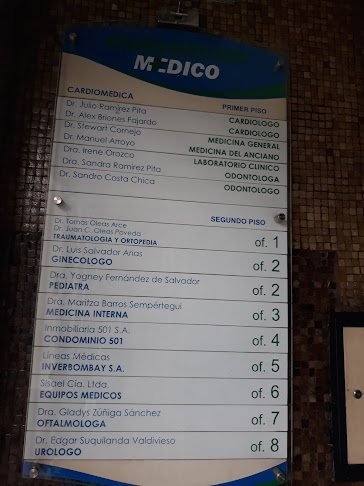 MEDICO
CARDIOMEDICA PRIMER PISO
Dr. Julio Ramírez Pita CARDIOLOGO
Dr. Alex Briones Fajardo CARDIOLOGO
Dr. Stewart Cornejo MEDICINA GENERAL
Dr. Manuel Arroyo MEDICINA DEL ANCIANO
Dra. Irene Orozco LABORATORIO CLINICO
Dra. Sandra Ramírez Pita ODONTOLOGA
Dr. Sandro Costa Chica ODONTOLOGO
SEGUNDO PISO
Dr. Tomás Oleas Arce
Dr. Juan C. Oleas Poveda
TRAUMATOLOGIA Y ORTOPEDIA of. 1
Dr. Luis Salvador Arias
GINECOLOGO of. 2
Dra. Yogney Fernández de Salvador
PEDIATRA of. 2
Dra. Maritza Barros Sempértegui
MEDICINA INTERNA of. 3
Inmobiliaria 501 S.A.
CONDOMINIO 501 of. 4
Líneas Médicas
INVERBOMBAY S.A. of. 5
Sisael Cía. Ltda.
EQUIPOS MEDICOS of. 6
Dra. Gladys Zúñiga Sánchez
OFTALMOLOGA of. 7
Dr. Edgar Suquilanda Valdivieso
UROLOGO of. 8